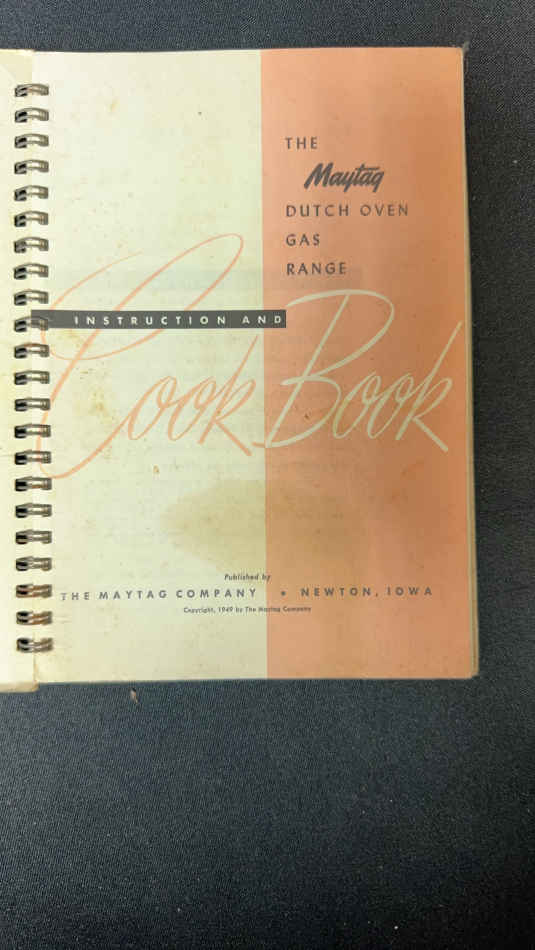 THE
Maytag
DUTCH OVEN
GAS
RANGE
INSTRUCTION AND
Cook Book
Published by
THE MAYTAG COMPANY • NEWTON, IOWA
Copyright, 1949 by The Maytag Company